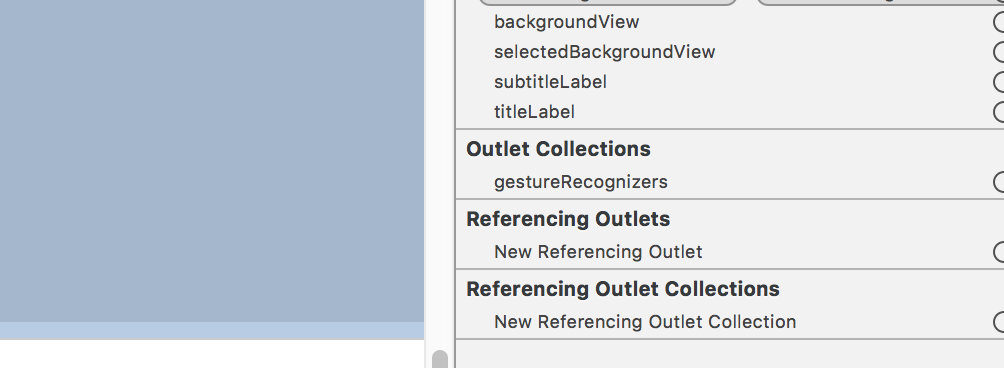 backgroundView
selectedBackgroundView
subtitleLabel
titleLabel
Outlet Collections
gestureRecognizers
Referencing Outlets
New Referencing Outlet
Referencing Outlet Collections
New Referencing Outlet Collection